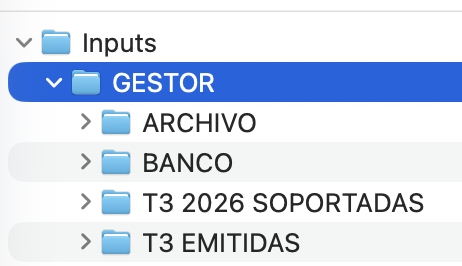 Inputs
GESTOR
ARCHIVO
BANCO
T3 2026 SOPORTADAS
T3 EMITIDAS